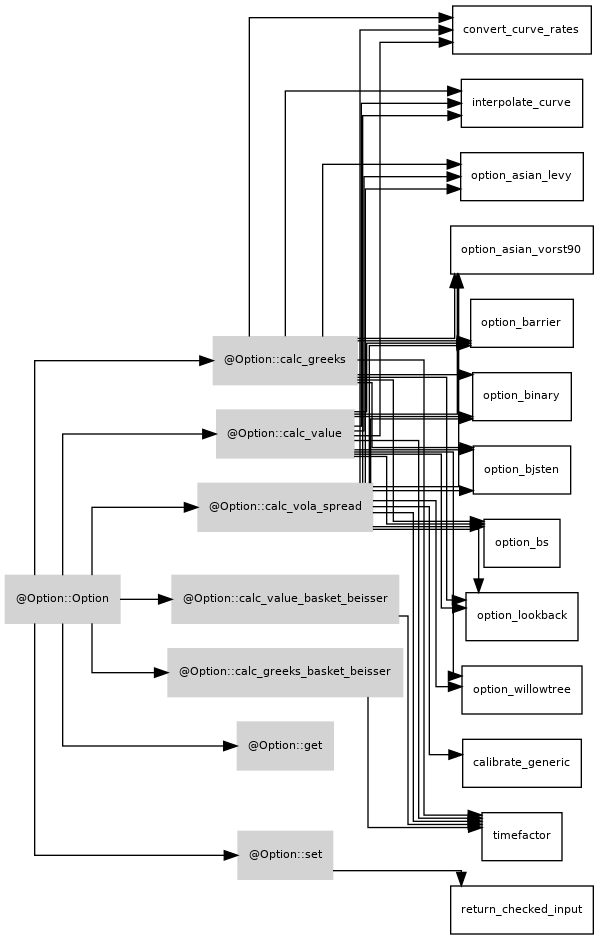 convert_curve_rates
interpolate_curve
option_asian_levy
option_asian_vorst90
option_barrier
@Option::calc_greeks
option_binary
@Option::calc_value
option_bjsten
@Option::calc_vola_spread
option_bs
@Option::Option
@Option::calc_value_basket_beisser
option_lookback
@Option::calc_greeks_basket_beisser
option_willowtree
@Option::get
calibrate_generic
timefactor
@Option::set
return_checked_input